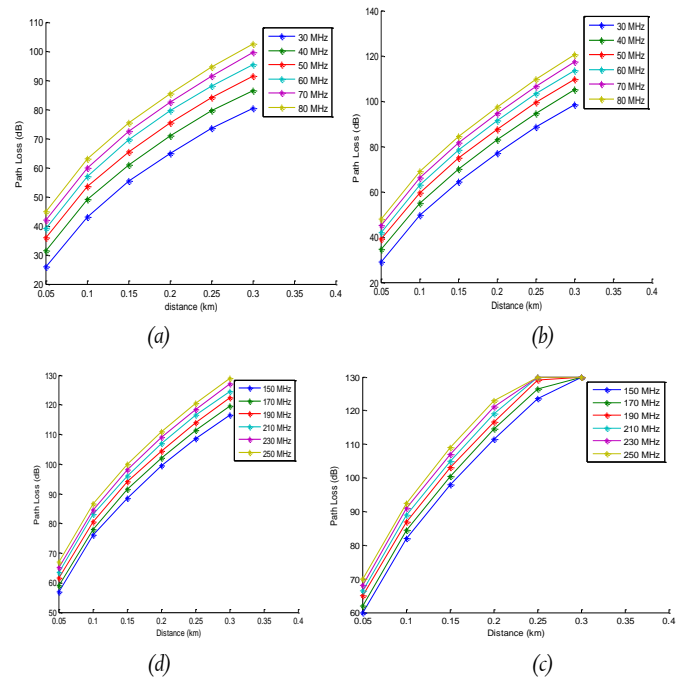 110
100
90
80
70
60
50
40
30
20
0.05 0.1 0.15 0.2 0.25 0.3 0.35 0.4
Path Loss (dB)
distance (km)
30 MHz
40 MHz
50 MHz
60 MHz
70 MHz
80 MHz
(a)
140
120
100
80
60
40
20
0.05 0.1 0.15 0.2 0.25 0.3 0.35 0.4
Path Loss (dB)
Distance (km)
30 MHz
40 MHz
50 MHz
60 MHz
70 MHz
80 MHz
(b)
130
120
110
100
90
80
70
60
50
0.05 0.1 0.15 0.2 0.25 0.3 0.35 0.4
Path Loss (dB)
Distance (km)
150 MHz
170 MHz
190 MHz
210 MHz
230 MHz
250 MHz
(d)
130
120
110
100
90
80
70
60
0.05 0.1 0.15 0.2 0.25 0.3 0.35 0.4
Path Loss (dB)
Distance (km)
150 MHz
170 MHz
190 MHz
210 MHz
230 MHz
250 MHz
(c)